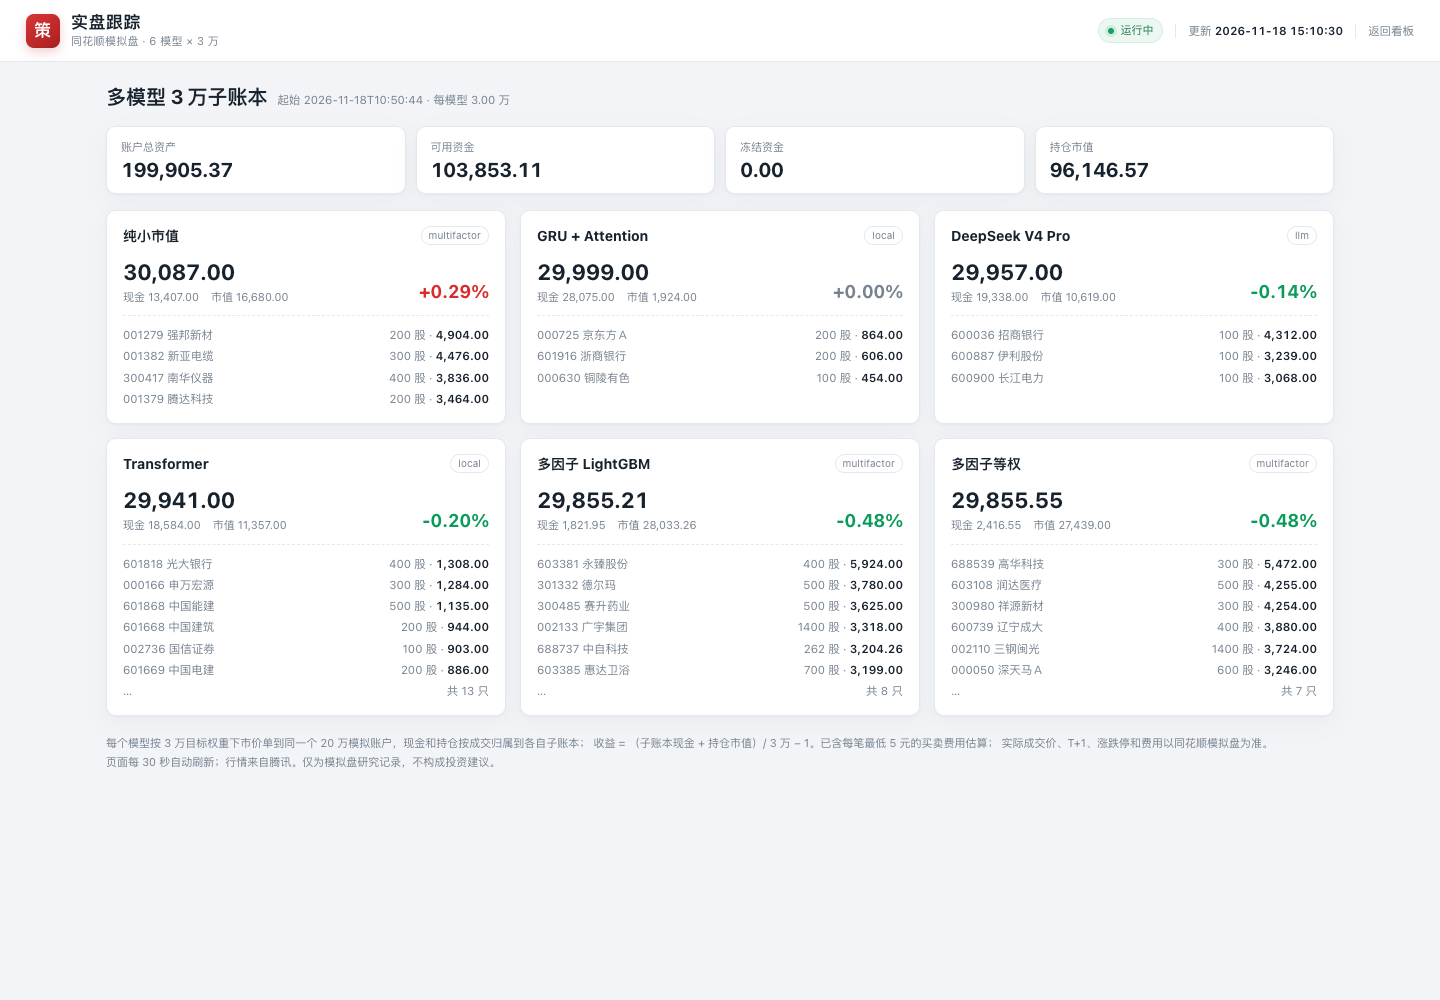 策
实盘跟踪
同花顺模拟盘 · 6 模型 × 3 万
运行中
更新 2026-11-18 15:10:30
返回看板
多模型 3 万子账本 起始 2026-11-18T10:50:44 · 每模型 3.00 万
账户总资产
199,905.37
可用资金
103,853.11
冻结资金
0.00
持仓市值
96,146.57
纯小市值 multifactor
30,087.00
现金 13,407.00 市值 16,680.00
+0.29%
001279 强邦新材 200 股 · 4,904.00
001382 新亚电缆 300 股 · 4,476.00
300417 南华仪器 400 股 · 3,836.00
001379 腾达科技 200 股 · 3,464.00
GRU + Attention local
29,999.00
现金 28,075.00 市值 1,924.00
+0.00%
000725 京东方A 200 股 · 864.00
601916 浙商银行 200 股 · 606.00
000630 铜陵有色 100 股 · 454.00
DeepSeek V4 Pro llm
29,957.00
现金 19,338.00 市值 10,619.00
-0.14%
600036 招商银行 100 股 · 4,312.00
600887 伊利股份 100 股 · 3,239.00
600900 长江电力 100 股 · 3,068.00
Transformer local
29,941.00
现金 18,584.00 市值 11,357.00
-0.20%
601818 光大银行 400 股 · 1,308.00
000166 申万宏源 300 股 · 1,284.00
601868 中国能建 500 股 · 1,135.00
601668 中国建筑 200 股 · 944.00
002736 国信证券 100 股 · 903.00
601669 中国电建 200 股 · 886.00
... 共 13 只
多因子 LightGBM multifactor
29,855.21
现金 1,821.95 市值 28,033.26
-0.48%
603381 永臻股份 400 股 · 5,924.00
301332 德尔玛 500 股 · 3,780.00
300485 赛升药业 500 股 · 3,625.00
002133 广宇集团 1400 股 · 3,318.00
688737 中自科技 262 股 · 3,204.26
603385 惠达卫浴 700 股 · 3,199.00
... 共 8 只
多因子等权 multifactor
29,855.55
现金 2,416.55 市值 27,439.00
-0.48%
688539 高华科技 300 股 · 5,472.00
603108 润达医疗 500 股 · 4,255.00
300980 祥源新材 300 股 · 4,254.00
600739 辽宁成大 400 股 · 3,880.00
002110 三钢闽光 1400 股 · 3,724.00
000050 深天马A 600 股 · 3,246.00
... 共 7 只
每个模型按 3 万目标权重下市价单到同一个 20 万模拟账户，现金和持仓按成交归属到各自子账本； 收益 = （子账本现金 + 持仓市值）/ 3 万 − 1。已含每笔最低 5 元的买卖费用估算； 实际成交价、T+1、涨跌停和费用以同花顺模拟盘为准。
页面每 30 秒自动刷新；行情来自腾讯。仅为模拟盘研究记录，不构成投资建议。